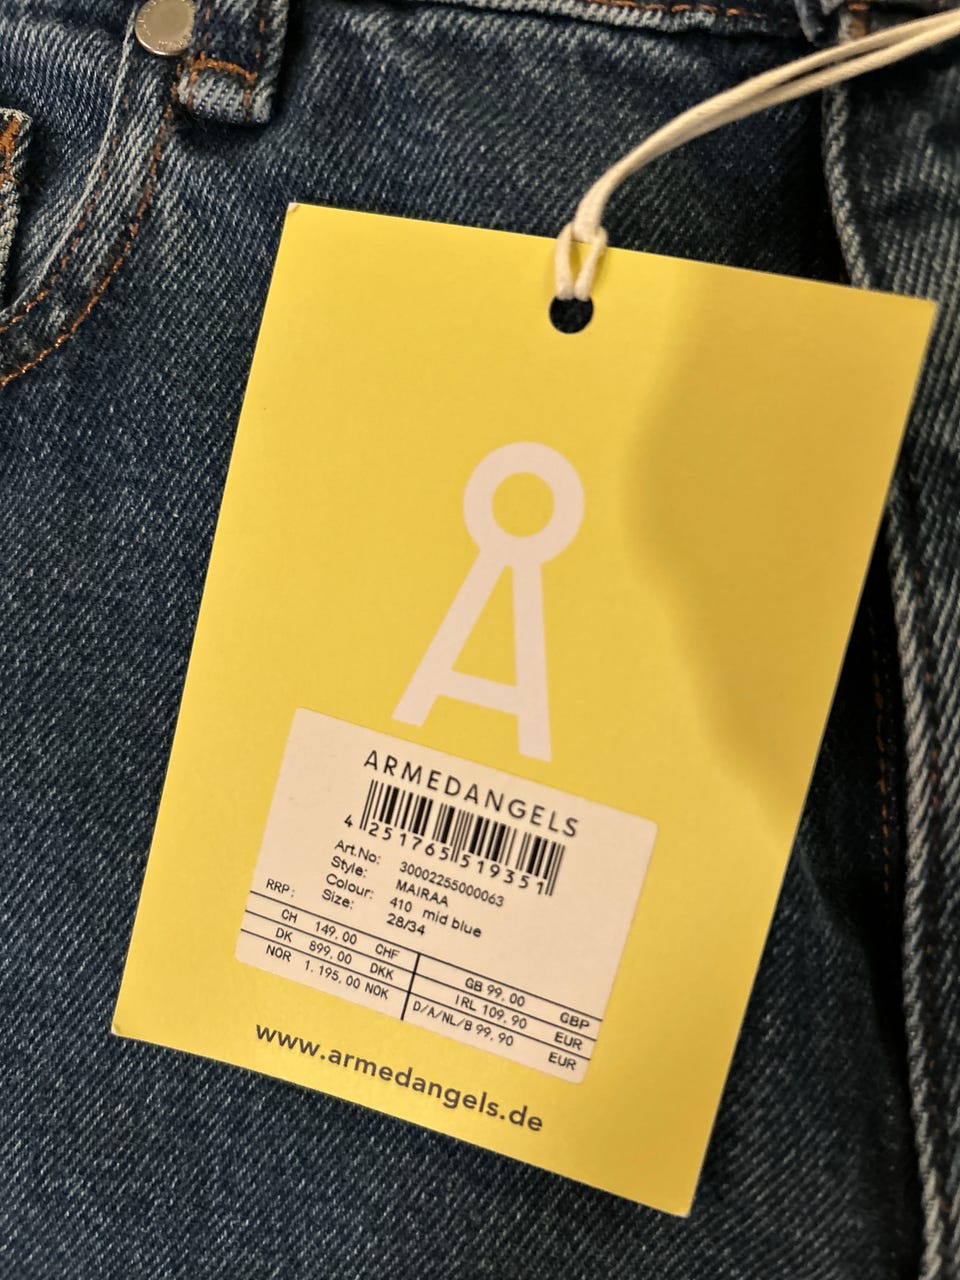 Å
ARMEDANGELS
4 251765 519351
Art.No: 30002255000063
Style: MAIRAA
Colour: 410 mid blue
Size: 28/34
RRP:
CH 149.00 CHF GB 99.00 GBP
DK 899.00 DKK IRL 109.90 EUR
NOR 1.195.00 NOK D/A/NL/B 99.90 EUR
www.armedangels.de